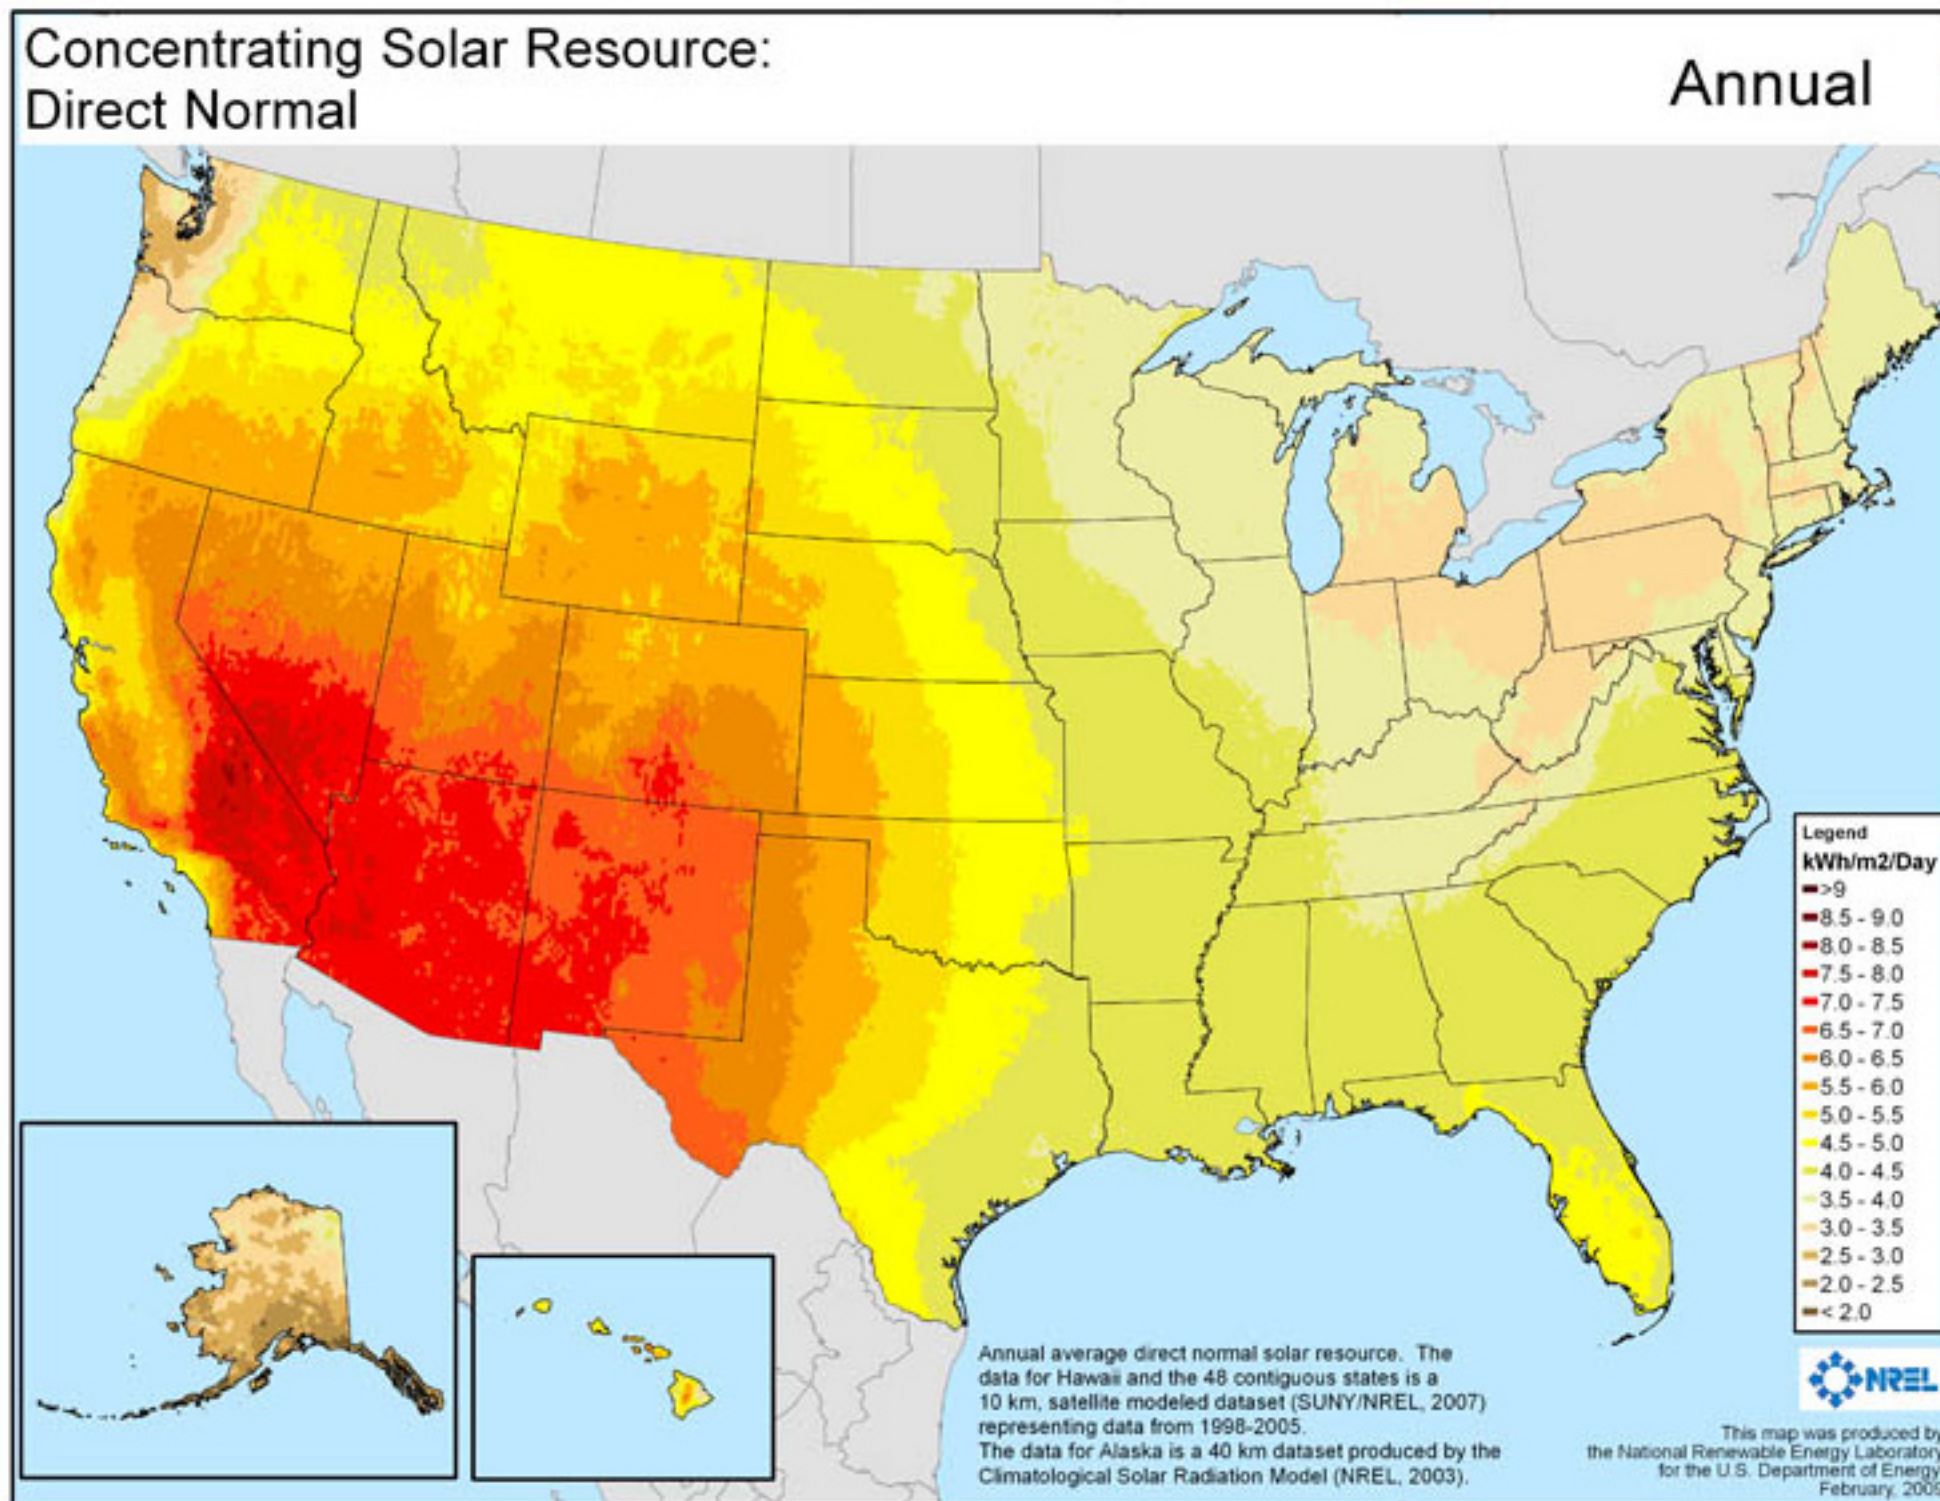 Concentrating Solar Resource:
Direct Normal
Annual
Legend
kWh/m2/Day
>9
8.5 - 9.0
8.0 - 8.5
7.5 - 8.0
7.0 - 7.5
6.5 - 7.0
6.0 - 6.5
5.5 - 6.0
5.0 - 5.5
4.5 - 5.0
4.0 - 4.5
3.5 - 4.0
3.0 - 3.5
2.5 - 3.0
2.0 - 2.5
< 2.0
Annual average direct normal solar resource. The
data for Hawaii and the 48 contiguous states is a
10 km, satellite modeled dataset (SUNY/NREL, 2007)
representing data from 1998-2005.
The data for Alaska is a 40 km dataset produced by the
Climatological Solar Radiation Model (NREL, 2003).
NREL
This map was produced by
the National Renewable Energy Laboratory
for the U.S. Department of Energy
February, 2009